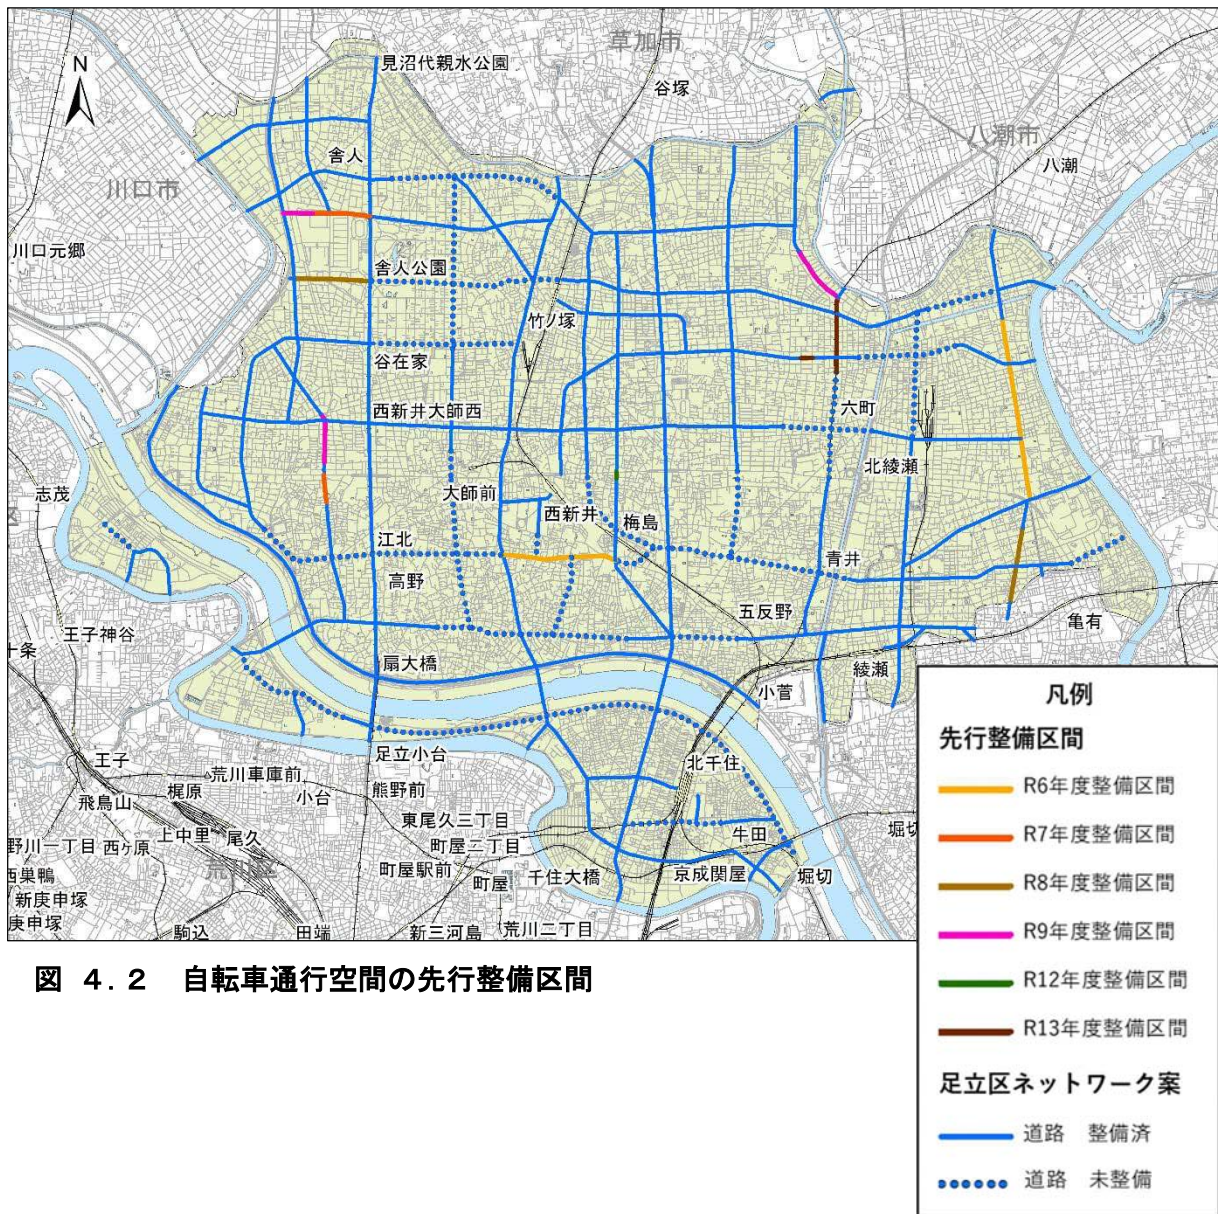 草加市
見沼代親水公園
N
谷塚
八潮市
舎人
八潮
川口市
川口元郷
舎人公園
竹ノ塚
谷在家
西新井大師西
六町
北綾瀬
志茂
大師前
西新井
梅島
江北
青井
高野
五反野
王子神谷
亀有
十条
扇大橋
綾瀬
小菅
足立小台
王子
荒川車庫前
北千住
梶原
小台
熊野前
飛鳥山
東尾久三丁目
上中里
尾久
牛田
堀切
野川一丁目
西ヶ原
町屋二丁目
荒川区
町屋駅前
町屋
千住大橋
京成関屋
堀切
西巣鴨
新庚申塚
庚申塚
駒込
田端
新三河島
荒川二丁目
凡例
先行整備区間
R6年度整備区間
R7年度整備区間
R8年度整備区間
R9年度整備区間
R12年度整備区間
R13年度整備区間
足立区ネットワーク案
道路 整備済
道路 未整備
図 4.2 自転車通行空間の先行整備区間